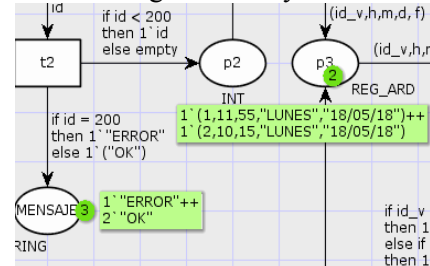 id
if id < 200
then 1`id
else empty
(id_v,h,m,d, f)
t2
p2
p3
(id_v,h,r
2
INT
REG_ARD
1`(1,11,55,"LUNES","18/05/18")++
1`(2,10,15,"LUNES","18/05/18")
if id = 200
then 1`"ERROR"
else 1`("OK")
MENSAJE
3
1`"ERROR"++
2`"OK"
RING
if id_v
then 1
else if
then 1